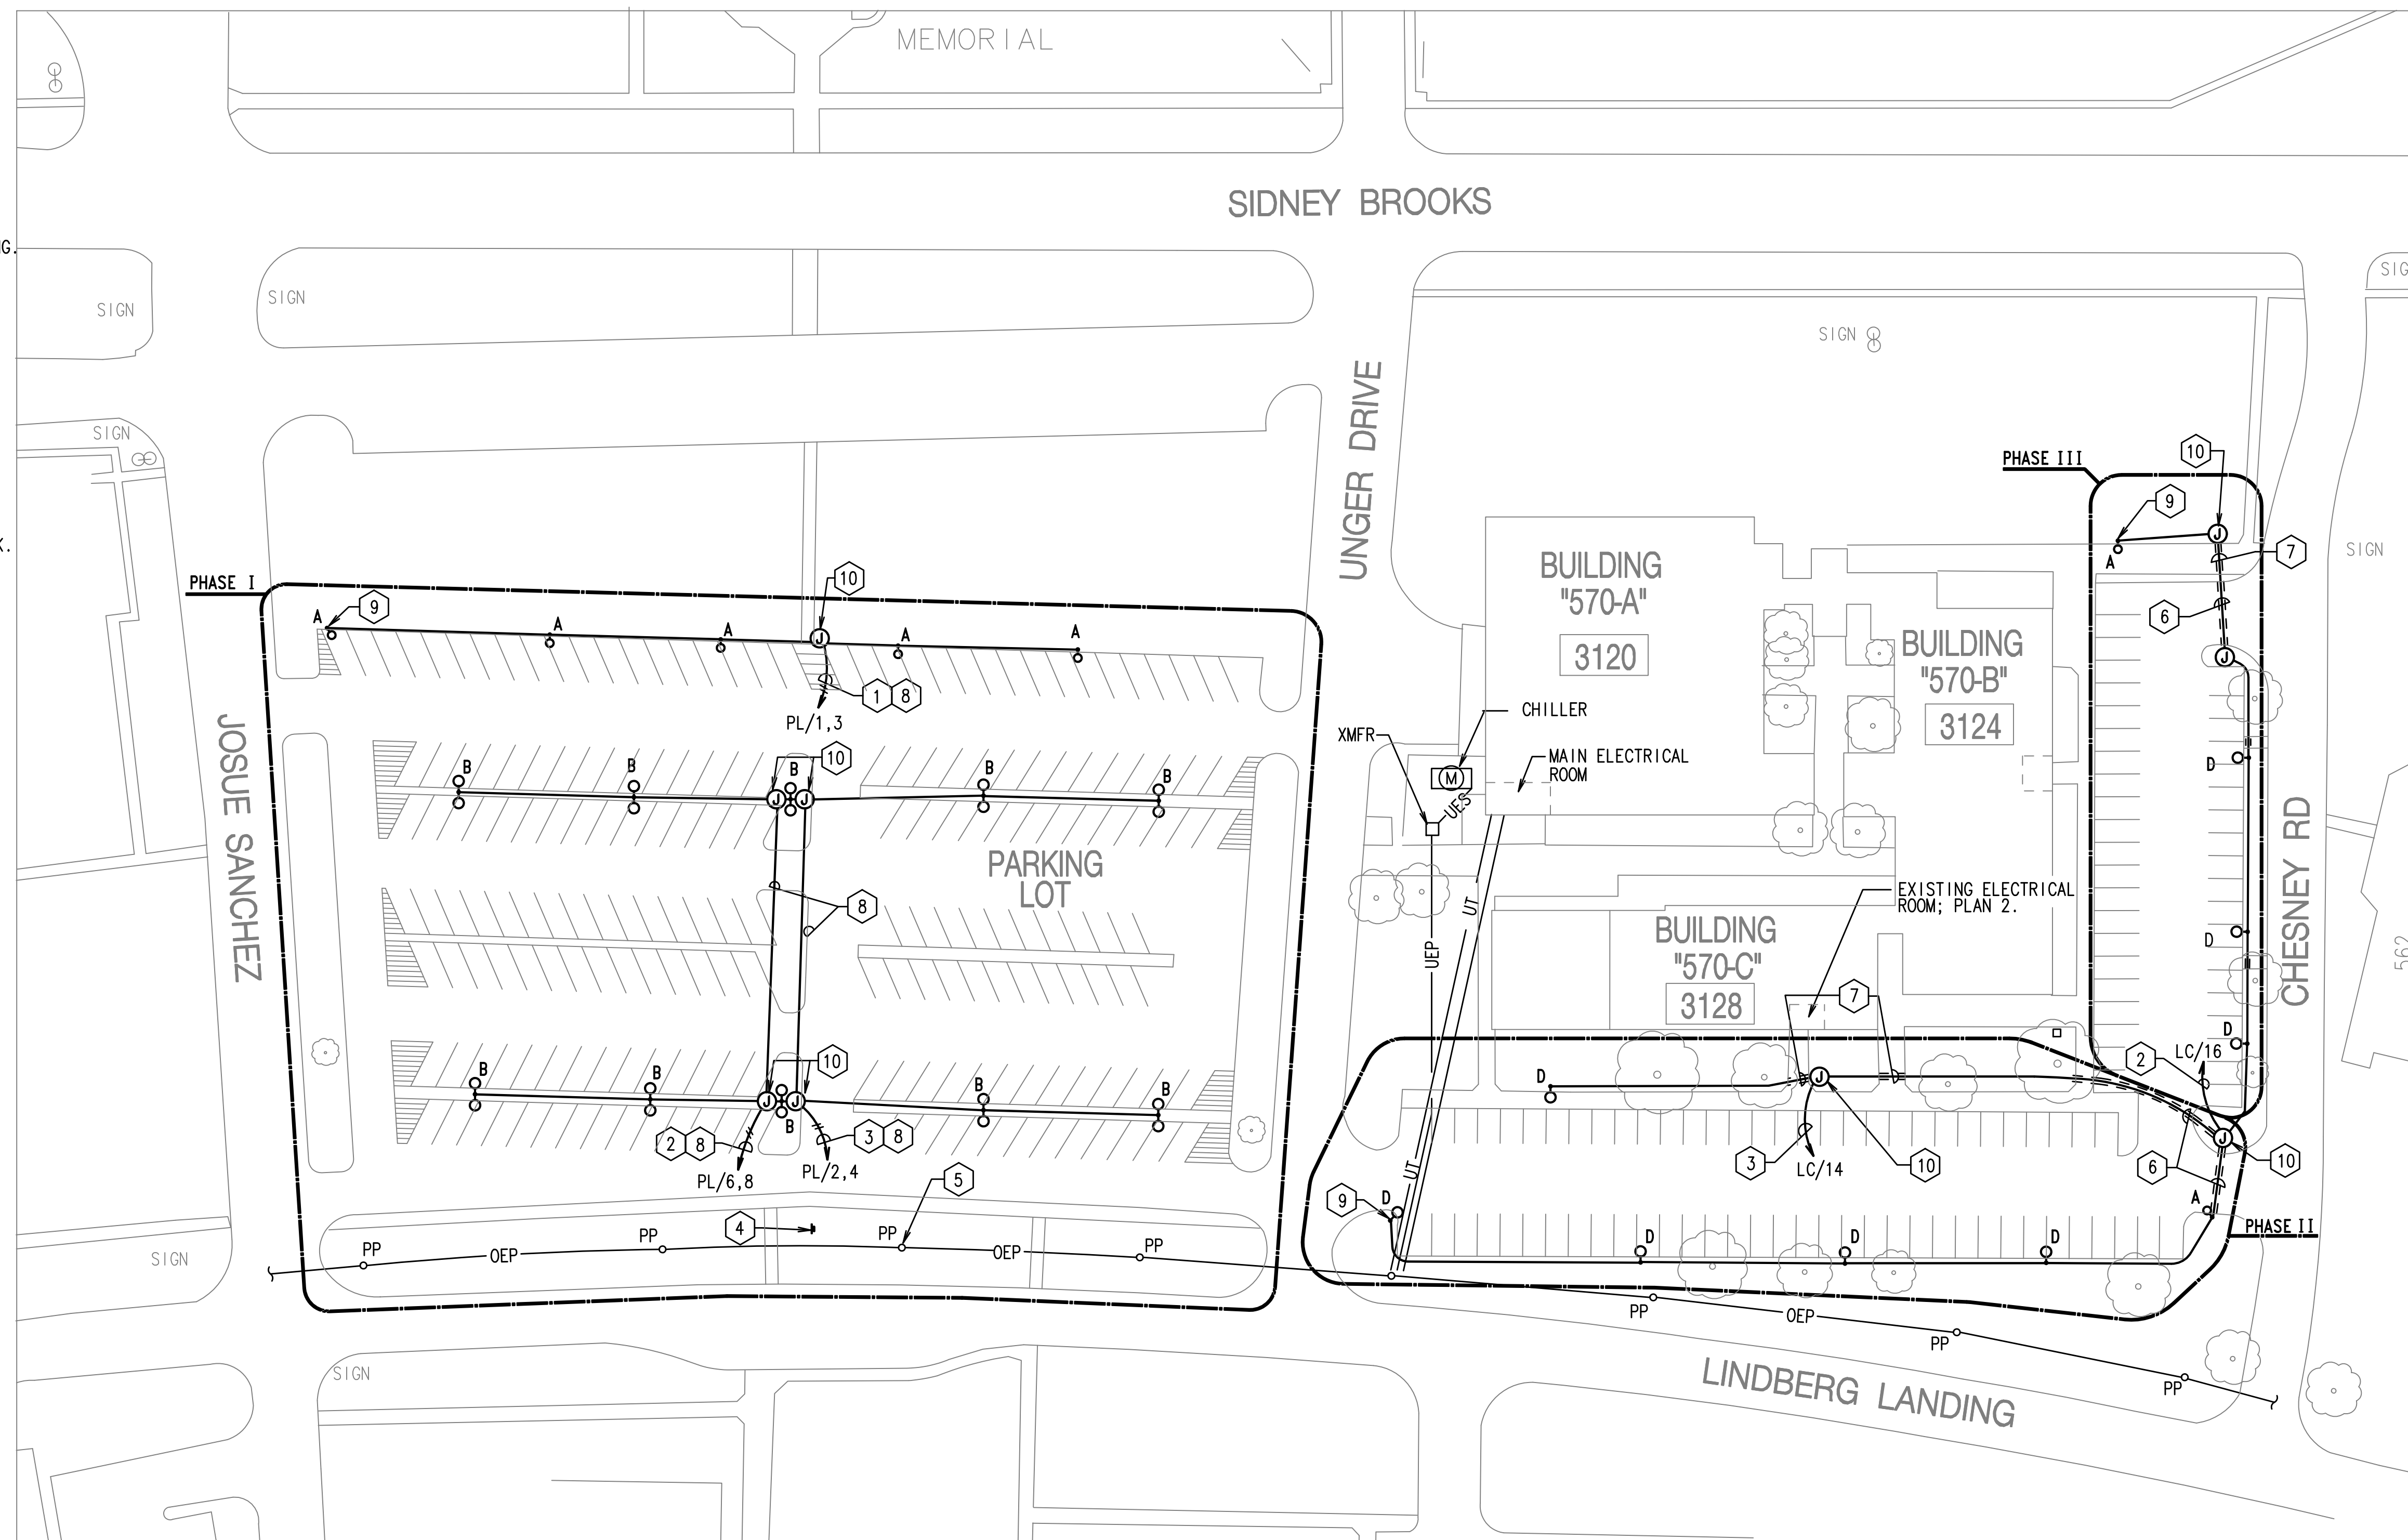 MEMORIAL
SIDNEY BROOKS
SIGN
SIGN
SIGN
SIGN
SIGN
UNGER DRIVE
PHASE III
10
9
7
6
A
J
J
SIGN
PHASE I
A
9
A
A
10
J
A
A
1 8
PL/1,3
BUILDING
"570-A"
3120
BUILDING
"570-B"
3124
CHILLER
XMFR
M
MAIN ELECTRICAL
ROOM
UES
UEP
UT
UT
JOSUE SANCHEZ
B
B
B
10
J
J
B
B
8
PARKING
LOT
EXISTING ELECTRICAL
ROOM; PLAN 2.
BUILDING
"570-C"
3128
7
D
D
D
CHESNEY RD
562
B
B
10
J
J
B
B
B
2 8
3 8
PL/6,8
PL/2,4
5
4
D
J
3
LC/14
10
2
LC/16
J
6
10
A
PHASE II
9
D
D
D
D
PP
OEP
PP
PP
OEP
PP
PP
OEP
PP
PP
SIGN
SIGN
LINDBERG LANDING